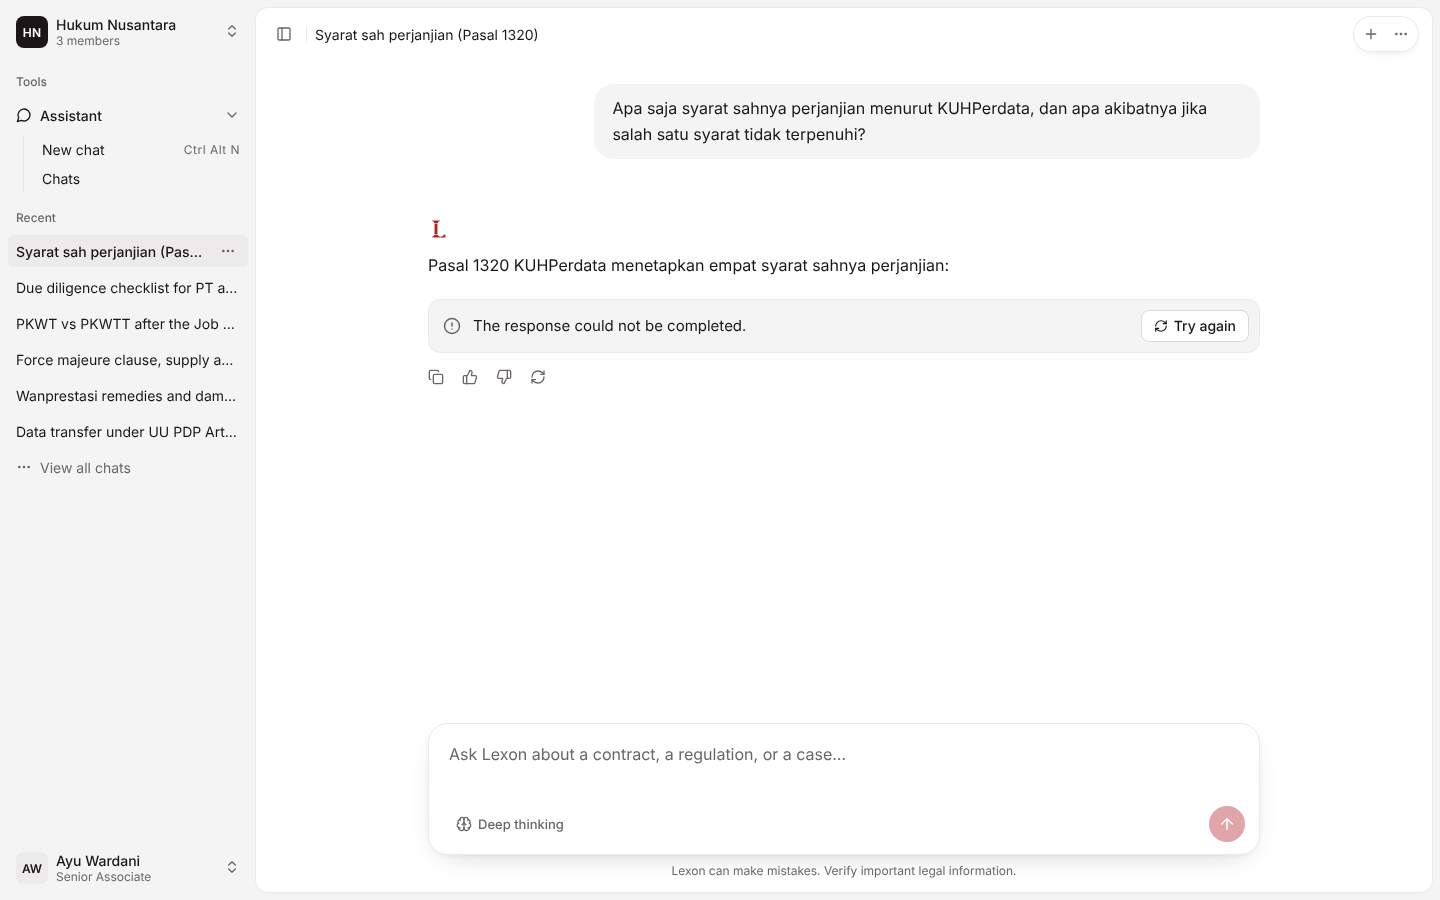 HN
Hukum Nusantara
3 members
Tools
Assistant
New chat Ctrl Alt N
Chats
Recent
Syarat sah perjanjian (Pas...
Due diligence checklist for PT a...
PKWT vs PKWTT after the Job ...
Force majeure clause, supply a...
Wanprestasi remedies and dam...
Data transfer under UU PDP Art...
View all chats
AW
Ayu Wardani
Senior Associate
Syarat sah perjanjian (Pasal 1320)
Apa saja syarat sahnya perjanjian menurut KUHPerdata, dan apa akibatnya jika
salah satu syarat tidak terpenuhi?
L
Pasal 1320 KUHPerdata menetapkan empat syarat sahnya perjanjian:
The response could not be completed.
Try again
Ask Lexon about a contract, a regulation, or a case...
Deep thinking
Lexon can make mistakes. Verify important legal information.